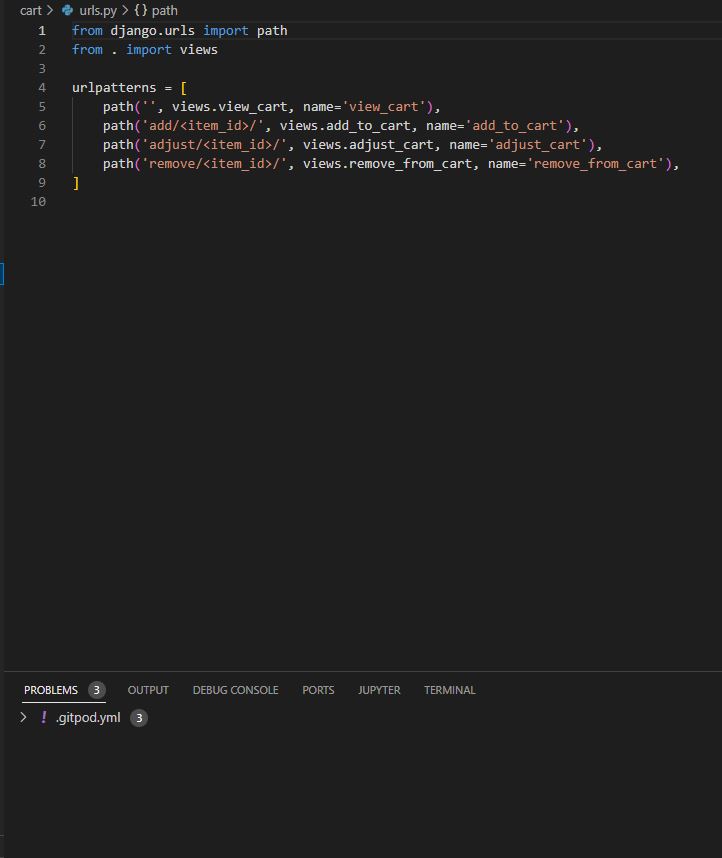 cart > urls.py > {} path
1 from django.urls import path
2 from . import views
3
4 urlpatterns = [
5     path('', views.view_cart, name='view_cart'),
6     path('add/<item_id>/', views.add_to_cart, name='add_to_cart'),
7     path('adjust/<item_id>/', views.adjust_cart, name='adjust_cart'),
8     path('remove/<item_id>/', views.remove_from_cart, name='remove_from_cart'),
9 ]
10
PROBLEMS 3 OUTPUT DEBUG CONSOLE PORTS JUPYTER TERMINAL
> ! .gitpod.yml 3